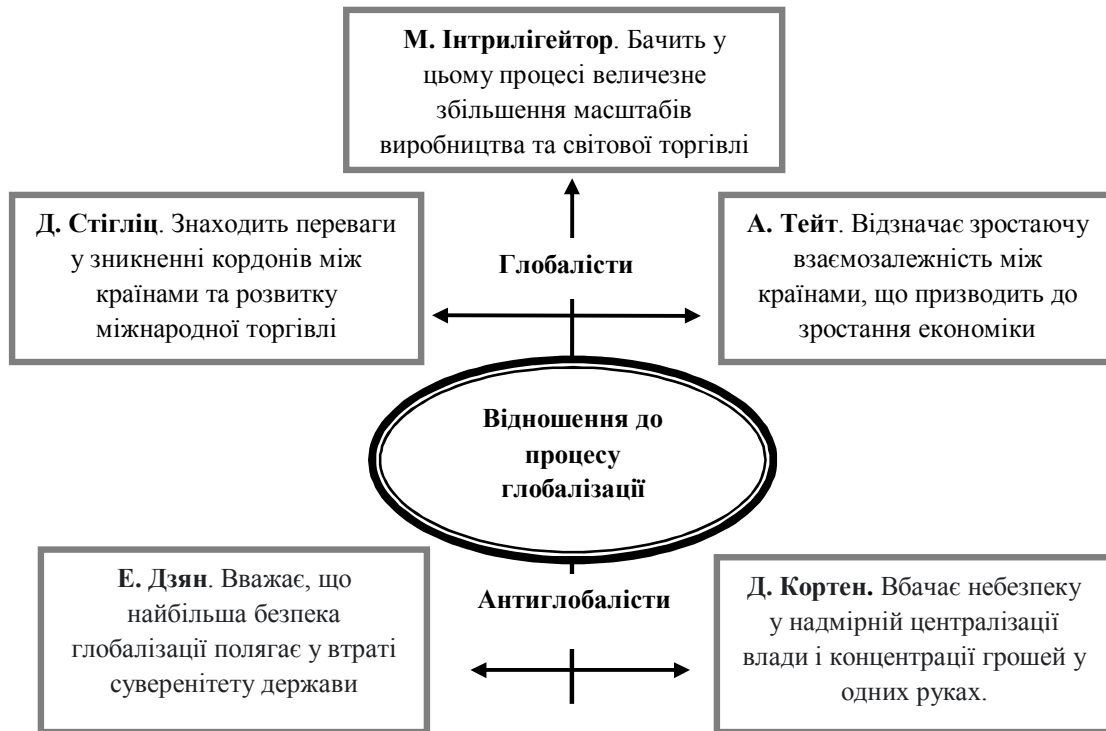 М. Інтрилігейтор. Бачить у
цьому процесі величезне
збільшення масштабів
виробництва та світової торгівлі
Д. Стігліц. Знаходить переваги
у зникненні кордонів між
країнами та розвитку
міжнародної торгівлі
Глобалісти
А. Тейт. Відзначає зростаючу
взаємозалежність між
країнами, що призводить до
зростання економіки
Відношення до
процесу
глобалізації
Е. Дзян. Вважає, що
найбільша безпека
глобалізації полягає у втраті
суверенітету держави
Антиглобалісти
Д. Кортен. Вбачає небезпеку
у надмірній централізації
влади і концентрації грошей у
одних руках.